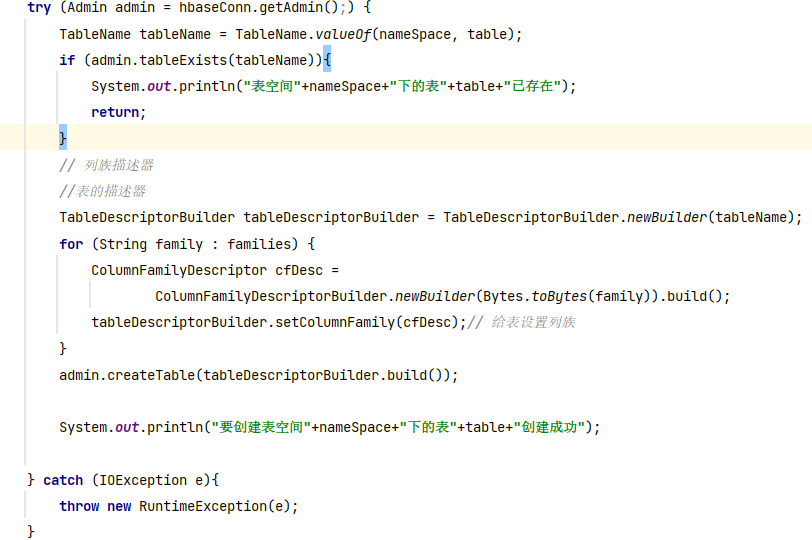 try (Admin admin = hbaseConn.getAdmin();) {
TableName tableName = TableName.valueOf(nameSpace, table);
if (admin.tableExists(tableName)){
System.out.println("表空间"+nameSpace+"下的表"+table+"已存在");
return;
}
// 列族描述器
//表的描述器
TableDescriptorBuilder tableDescriptorBuilder = TableDescriptorBuilder.newBuilder(tableName);
for (String family : families) {
ColumnFamilyDescriptor cfDesc =
ColumnFamilyDescriptorBuilder.newBuilder(Bytes.toBytes(family)).build();
tableDescriptorBuilder.setColumnFamily(cfDesc);// 给表设置列族
}
admin.createTable(tableDescriptorBuilder.build());
System.out.println("要创建表空间"+nameSpace+"下的表"+table+"创建成功");
} catch (IOException e){
throw new RuntimeException(e);
}